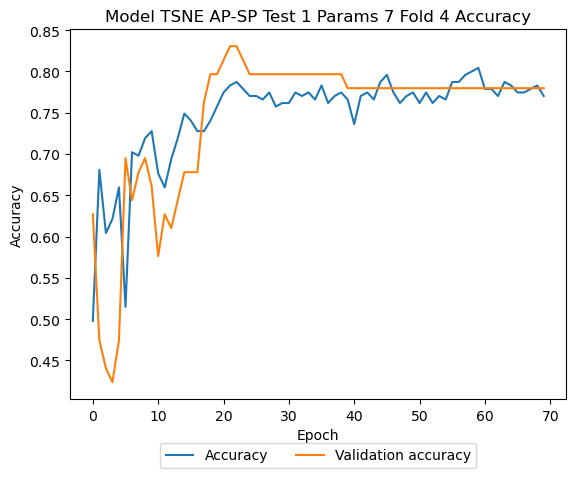 Model TSNE AP-SP Test 1 Params 7 Fold 4 Accuracy
0.85
0.80
0.75
0.70
0.65
0.60
0.55
0.50
0.45
Accuracy
0 10 20 30 40 50 60 70
Epoch
Accuracy Validation accuracy